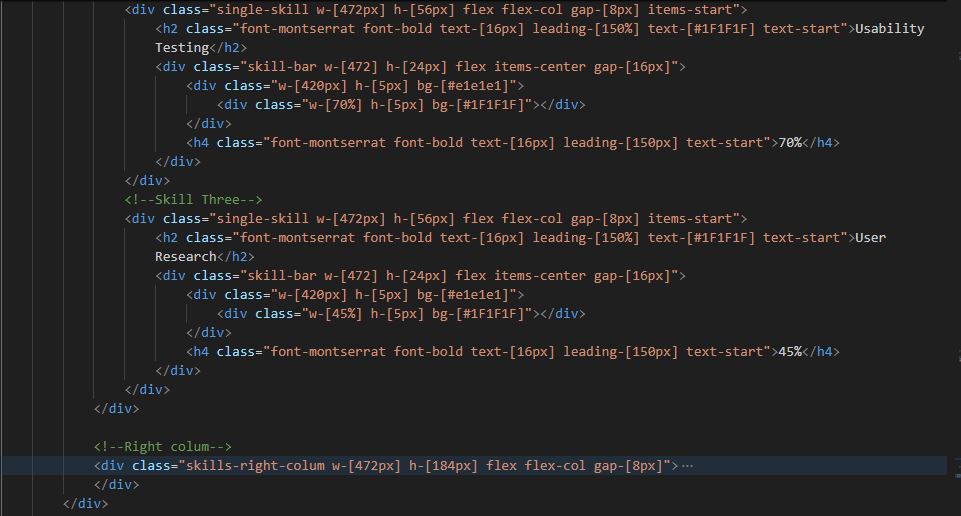 <div class="single-skill w-[472px] h-[56px] flex flex-col gap-[8px] items-start">
<h2 class="font-montserrat font-bold text-[16px] leading-[150%] text-[#1F1F1F] text-start">Usability
Testing</h2>
<div class="skill-bar w-[472] h-[24px] flex items-center gap-[16px]">
<div class="w-[420px] h-[5px] bg-[#e1e1e1]">
<div class="w-[70%] h-[5px] bg-[#1F1F1F]"></div>
</div>
<h4 class="font-montserrat font-bold text-[16px] leading-[150px] text-start">70%</h4>
</div>
</div>
<!--Skill Three-->
<div class="single-skill w-[472px] h-[56px] flex flex-col gap-[8px] items-start">
<h2 class="font-montserrat font-bold text-[16px] leading-[150%] text-[#1F1F1F] text-start">User
Research</h2>
<div class="skill-bar w-[472] h-[24px] flex items-center gap-[16px]">
<div class="w-[420px] h-[5px] bg-[#e1e1e1]">
<div class="w-[45%] h-[5px] bg-[#1F1F1F]"></div>
</div>
<h4 class="font-montserrat font-bold text-[16px] leading-[150px] text-start">45%</h4>
</div>
</div>
</div>
<!--Right colum-->
<div class="skills-right-colum w-[472px] h-[184px] flex flex-col gap-[8px]">⋯
</div>
</div>